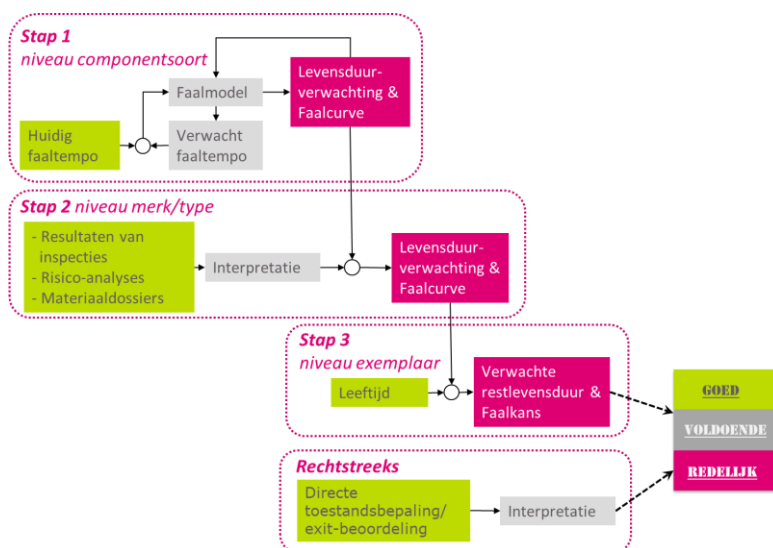 Stap 1
niveau componentsoort
Faalmodel
Levensduur-
verwachting &
Faalcurve
Huidig
faaltempo
Verwacht
faaltempo
Stap 2 niveau merk/type
- Resultaten van
inspecties
- Risico-analyses
- Materiaaldossiers
Interpretatie
Levensduur-
verwachting &
Faalcurve
Stap 3
niveau exemplaar
Leeftijd
Verwachte
restlevensduur &
Faalkans
GOED
VOLDOENDE
REDELIJK
Rechtstreeks
Directe
toestandsbepaling/
exit-beoordeling
Interpretatie